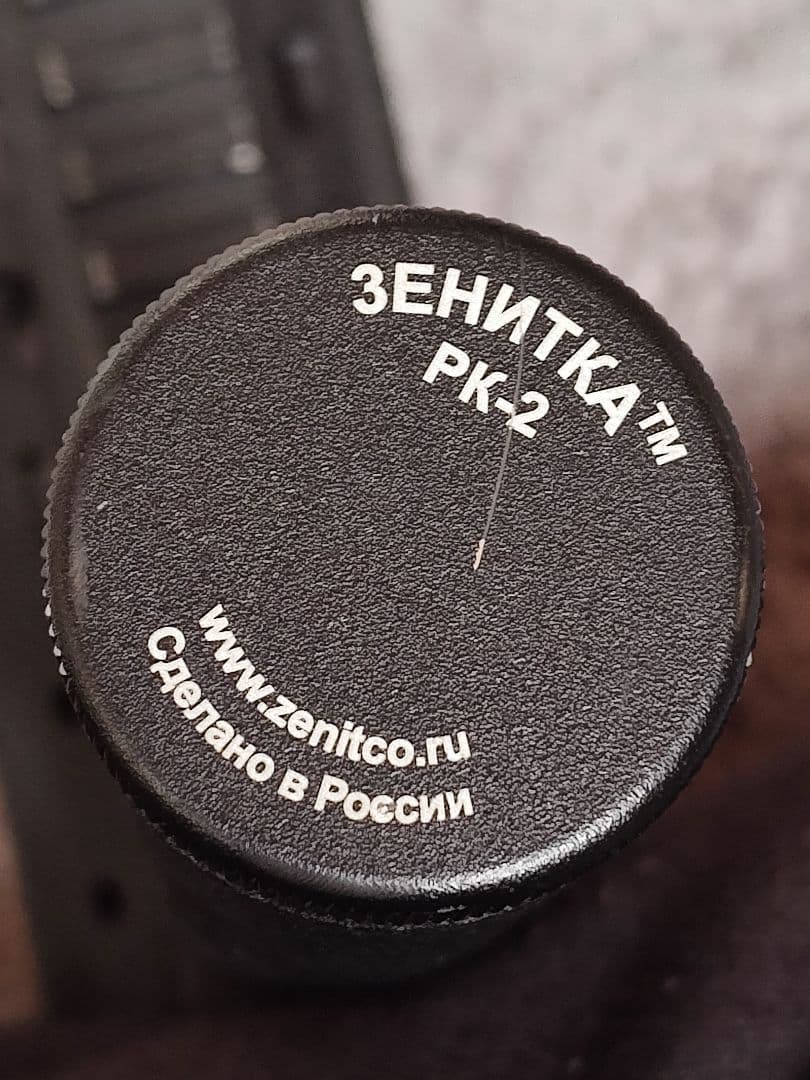 ЗЕНИТКА™
РК-2
www.zenitco.ru
Сделано в России